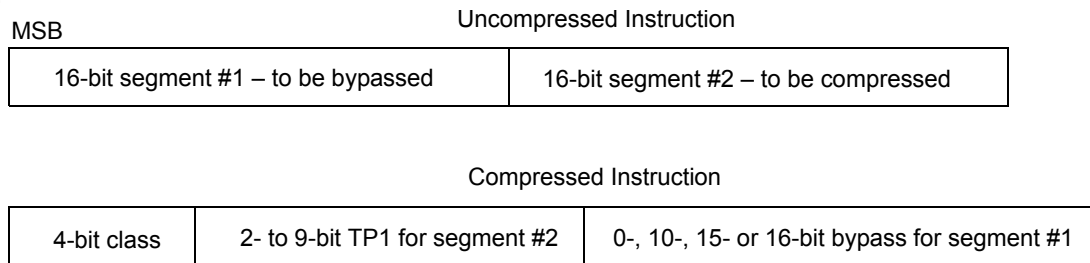 Uncompressed Instruction
MSB
16-bit segment #1 – to be bypassed
16-bit segment #2 – to be compressed
Compressed Instruction
4-bit class
2- to 9-bit TP1 for segment #2
0-, 10-, 15- or 16-bit bypass for segment #1